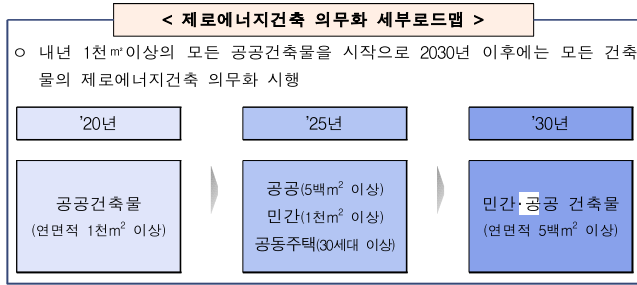 < 제로에너지건축 의무화 세부로드맵 >
○ 내년 1천㎡이상의 모든 공공건축물을 시작으로 2030년 이후에는 모든 건축
물의 제로에너지건축 의무화 시행
'20년
'25년
'30년
공공건축물
(연면적 1천m² 이상)
공공(5백m² 이상)
민간(1천m² 이상)
공동주택(30세대 이상)
민간·공공 건축물
(연면적 5백m² 이상)